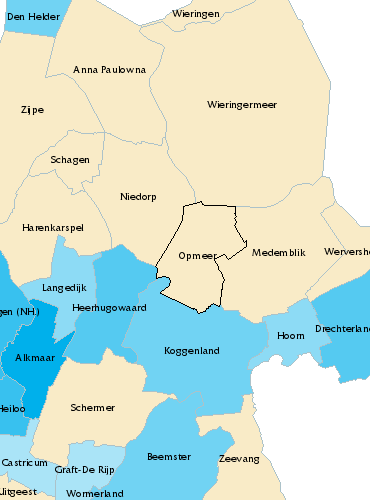 Wieringen
Den Helder
Anna Paulowna
Wieringermeer
Zijpe
Schagen
Niedorp
Harenkarspel
Opmeer
Medemblik
Werversho
Langedijk
Heerhugowaard
gen (NH.)
Drechterland
Hoorn
Koggenland
Alkmaar
Heiloo
Schermer
Castricum
Graft-De Rijp
Beemster
Zeevang
Uitgeest
Wormerland